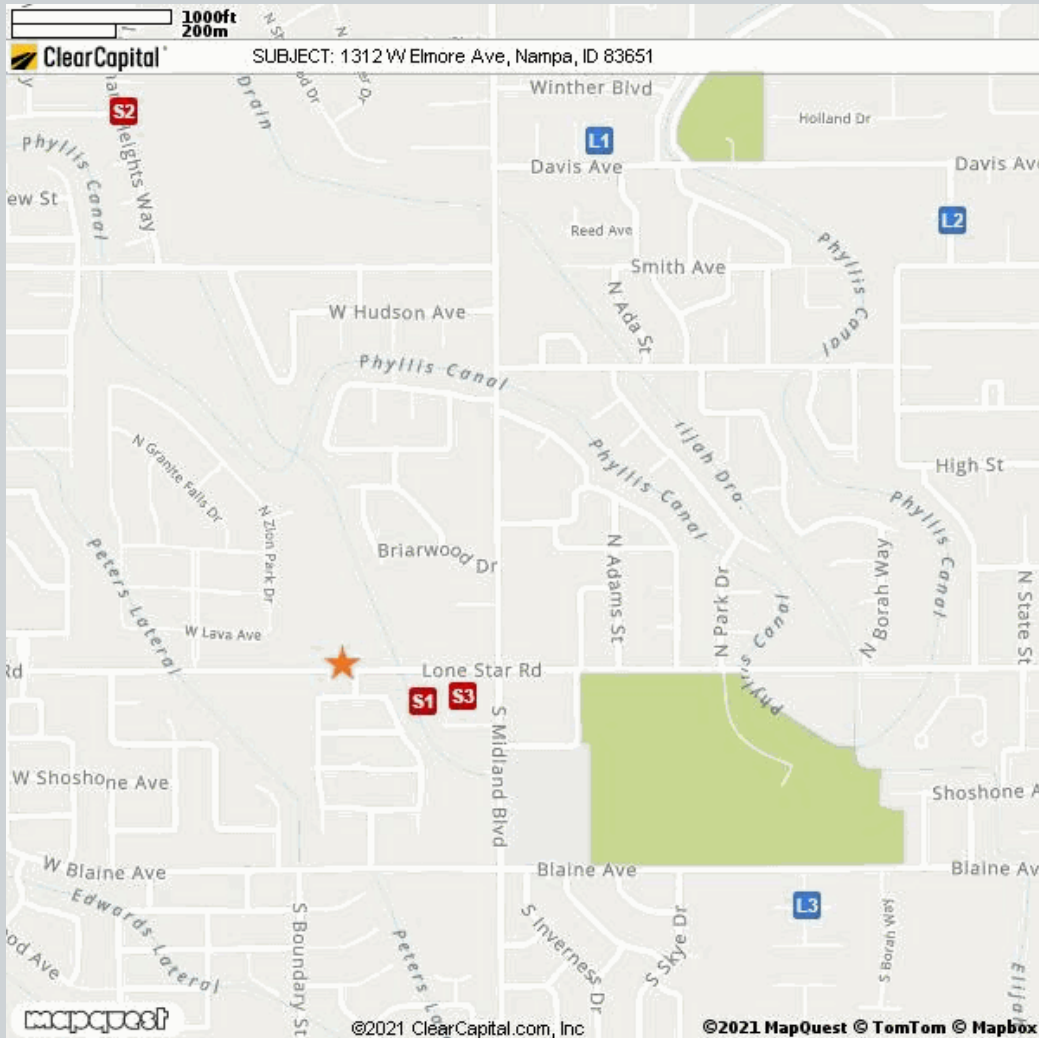 1000ft
200m
ClearCapital
SUBJECT: 1312 W Elmore Ave, Nampa, ID 83651
Drain
Winther Blvd
Holland Dr
S2
L1
Heights Way
Phyllis Canal
Davis Ave
Davis Ave
L2
Reed Ave
Smith Ave
Phyllis Canal
N Ada St
W Hudson Ave
Phyllis Canal
N Granite Falls Dr
Phyllis Canal
High St
Phyllis Canal
N Zion Park Dr
Briarwood Dr
Peters Lateral
N Adams St
N Park Dr
N Borah Way
N State St
W Lava Ave
Phyllis Canal
Rd
Lone Star Rd
S1
S3
S Midland Blvd
W Shoshone Ave
Shoshone A
W Blaine Ave
Blaine Ave
Blaine Av
Edwards Lateral
L3
S Boundary St
S Inverness Dr
S Skye Dr
S Borah Way
Peters La
Elijah
mapquest
©2021 ClearCapital.com, Inc
©2021 MapQuest © TomTom © Mapbox